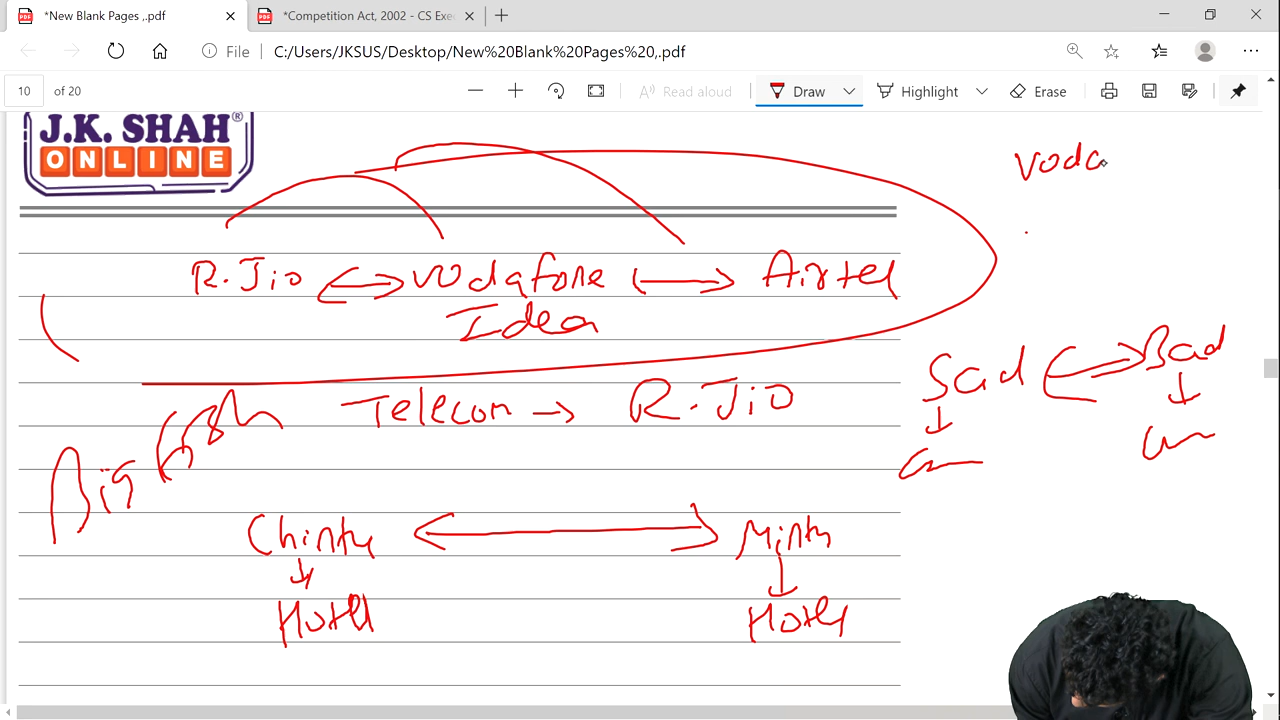 *New Blank Pages ,.pdf
*Competition Act, 2002 - CS Exe
File
C:/Users/JKSUS/Desktop/New%20Blank%20Pages%20,.pdf
10 of 20
Read aloud
Draw
Highlight
Erase
J.K. SHAH®
ONLINE
Voda
R.Jio Vodafone Airtel
Idea
Sad Bad
Telecon → R.Jio
Big fish
Chintu Mintu
Hotel Hotel